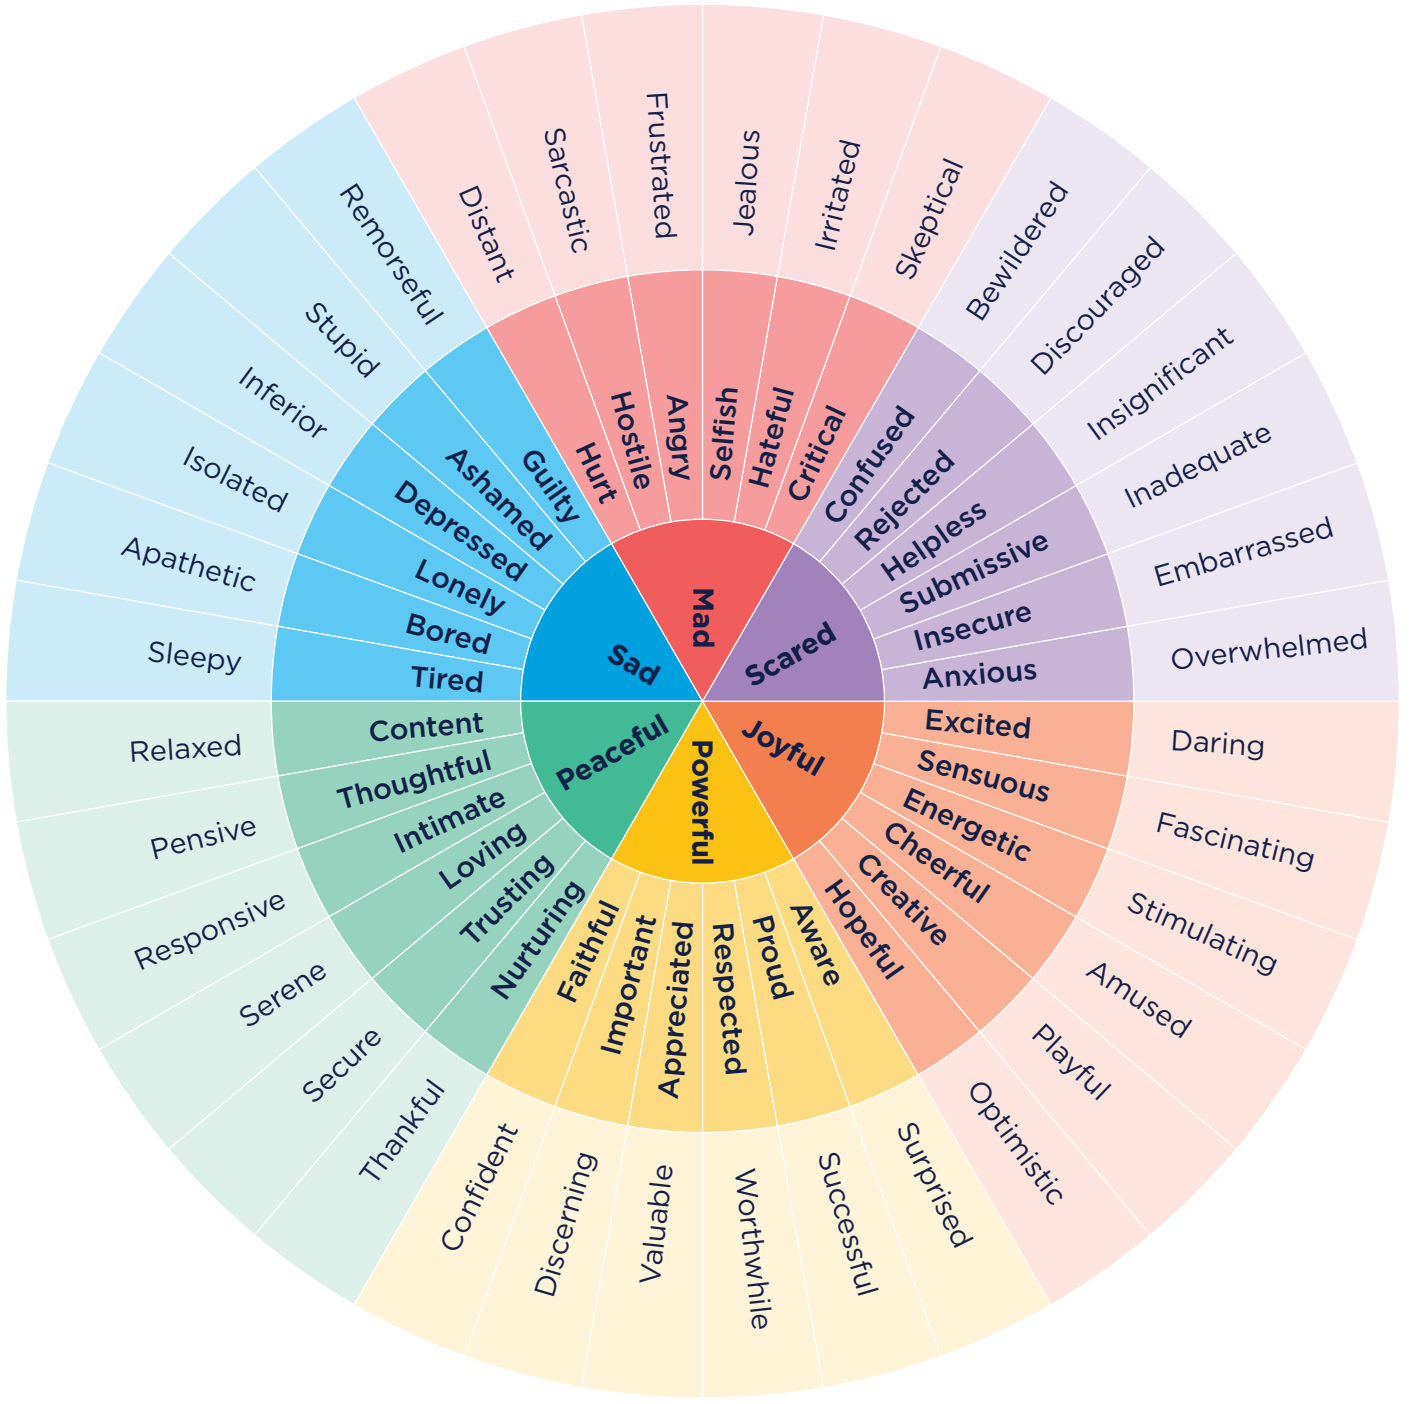 Mad
Scared
Joyful
Powerful
Peaceful
Sad
Hurt
Hostile
Angry
Selfish
Hateful
Critical
Confused
Rejected
Helpless
Submissive
Insecure
Anxious
Excited
Sensuous
Energetic
Cheerful
Creative
Hopeful
Aware
Proud
Respected
Appreciated
Important
Faithful
Nurturing
Trusting
Loving
Intimate
Thoughtful
Content
Tired
Bored
Lonely
Depressed
Ashamed
Guilty
Distant
Sarcastic
Frustrated
Jealous
Irritated
Skeptical
Bewildered
Discouraged
Insignificant
Inadequate
Embarrassed
Overwhelmed
Daring
Fascinating
Stimulating
Amused
Playful
Optimistic
Surprised
Successful
Worthwhile
Valuable
Discerning
Confident
Thankful
Secure
Serene
Responsive
Pensive
Relaxed
Sleepy
Apathetic
Isolated
Inferior
Stupid
Remorseful